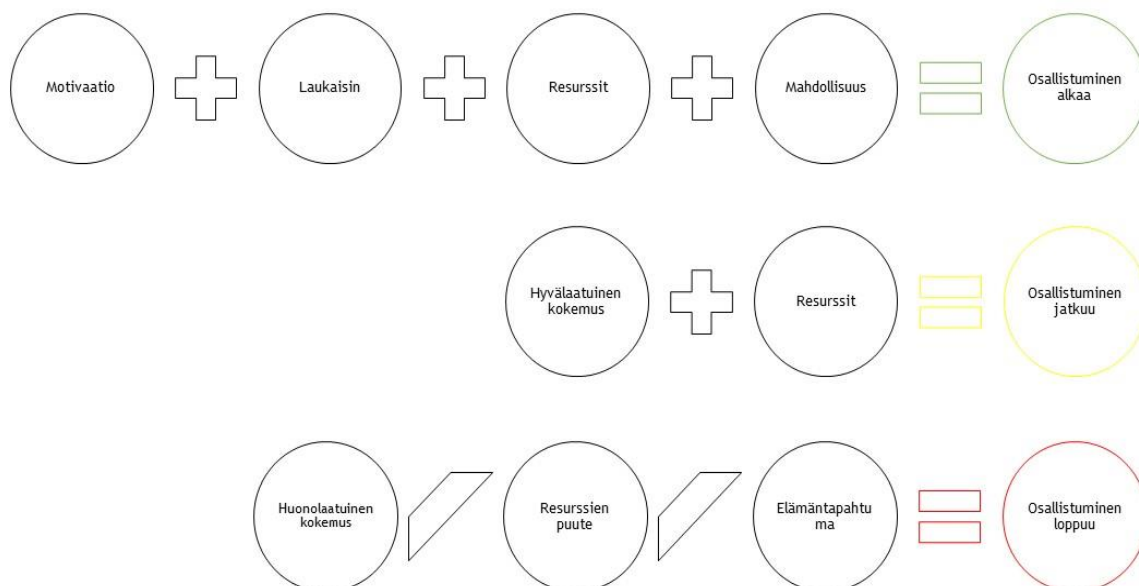 Motivaatio
Laukaisin
Resurssit
Mahdollisuus
Osallistuminen
alkaa
Hyvälaatuinen
kokemus
Resurssit
Osallistuminen
jatkuu
Huonolaatuinen
kokemus
Resurssien
puute
Elämäntapahtu
ma
Osallistuminen
loppuu